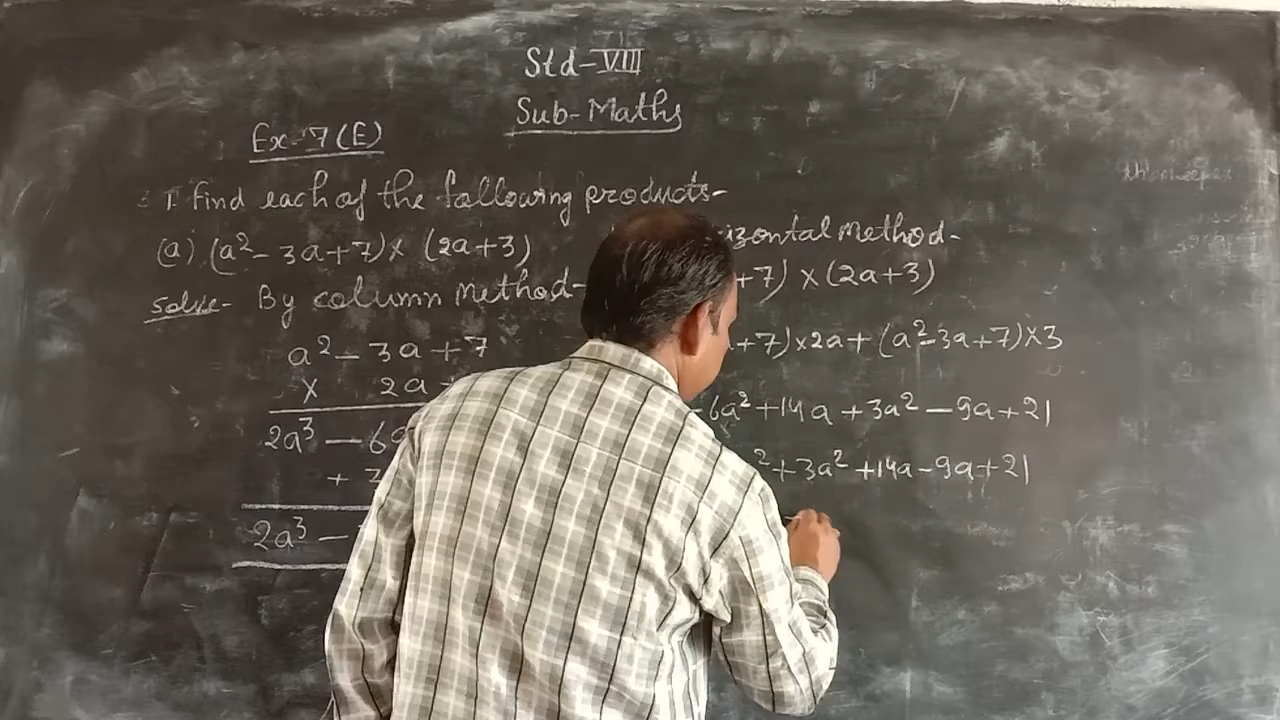 Std-VIII
Sub-Maths
Ex-7(E)
1. Find each of the following products-
(a) (a²- 3a+7)× (2a+3)
Solve- By column Method-
a² - 3a + 7
× 2a
2a³ - 6a
+ 3
2a³ -
izontal Method-
+7) ×(2a+3)
+7)×2a+ (a²-3a+7)×3
-6a²+14a+3a²-9a+21
²+3a²+14a-9a+21